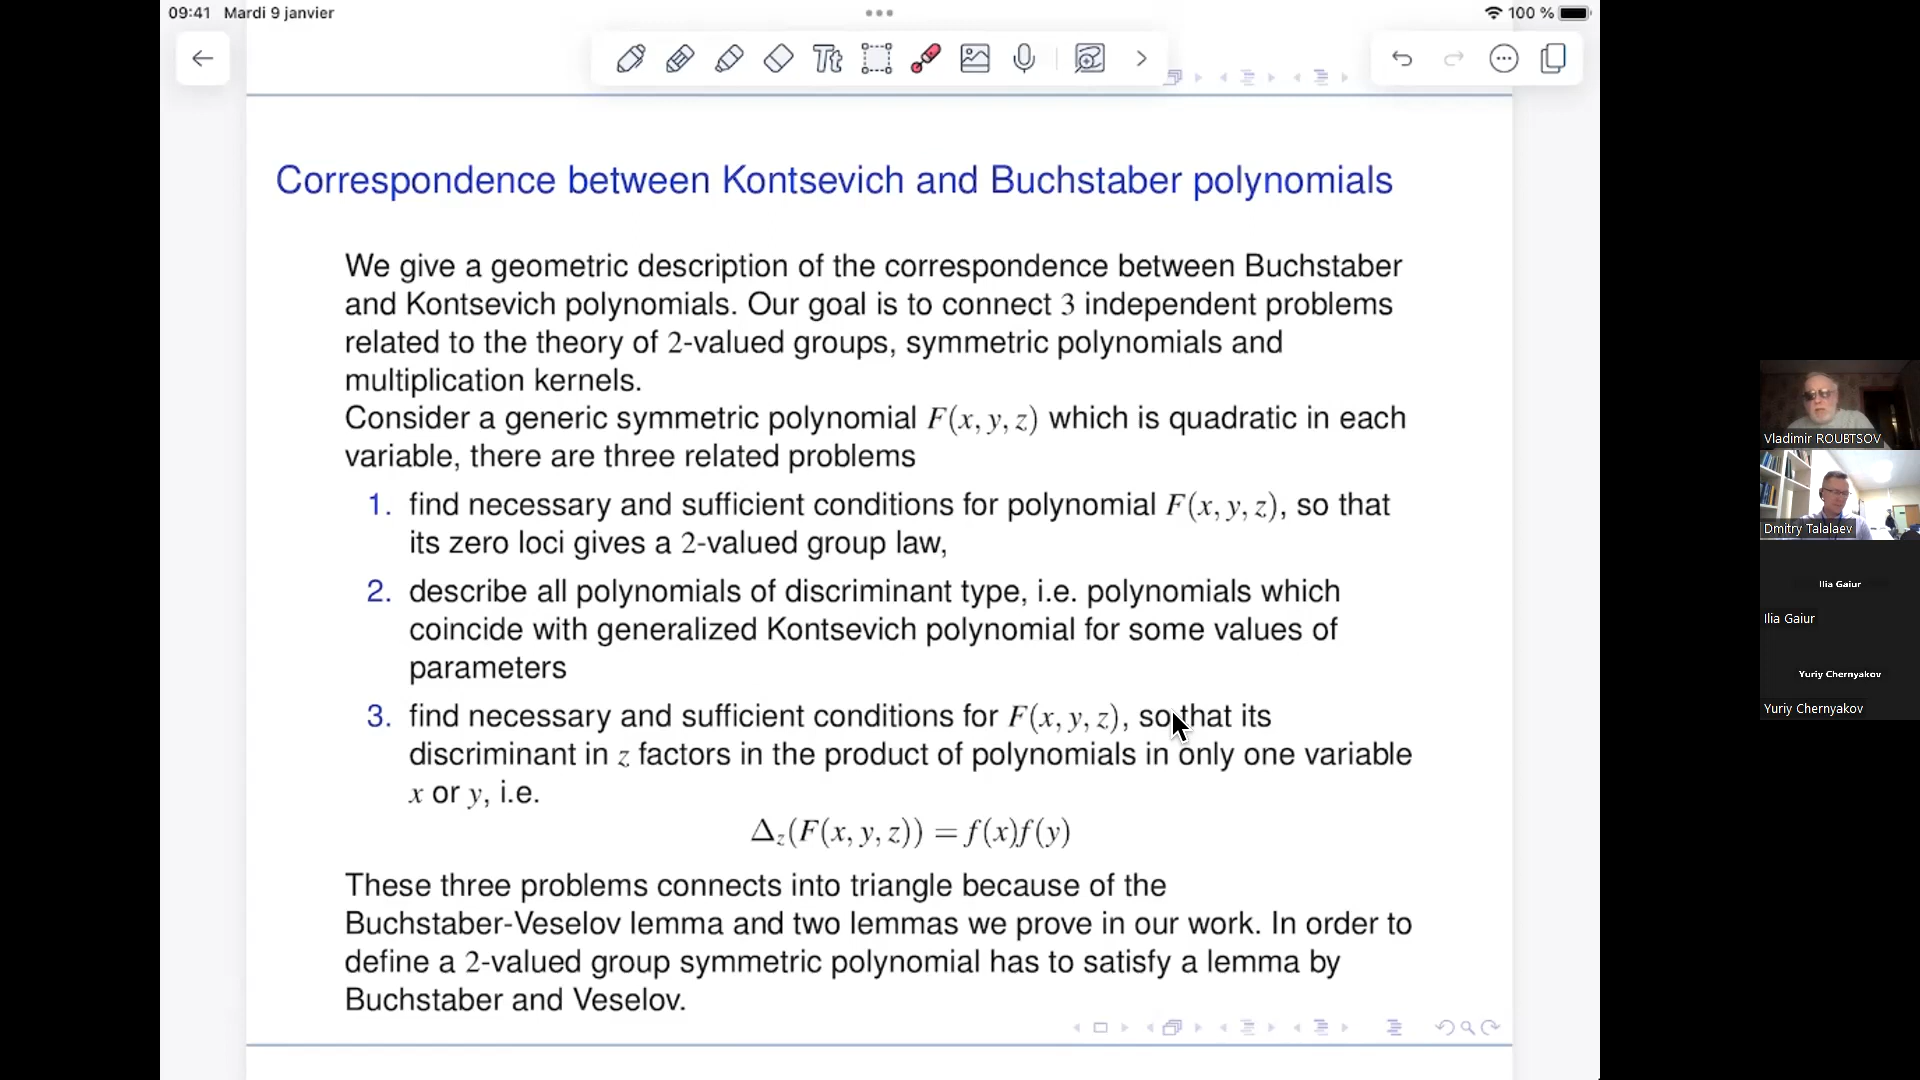 09:41 Mardi 9 janvier
100 %
Tt
Correspondence between Kontsevich and Buchstaber polynomials
We give a geometric description of the correspondence between Buchstaber
and Kontsevich polynomials. Our goal is to connect 3 independent problems
related to the theory of 2-valued groups, symmetric polynomials and
multiplication kernels.
Consider a generic symmetric polynomial F(x, y, z) which is quadratic in each
variable, there are three related problems
1. find necessary and sufficient conditions for polynomial F(x, y, z), so that
its zero loci gives a 2-valued group law,
2. describe all polynomials of discriminant type, i.e. polynomials which
coincide with generalized Kontsevich polynomial for some values of
parameters
3. find necessary and sufficient conditions for F(x, y, z), so that its
discriminant in z factors in the product of polynomials in only one variable
x or y, i.e.
Δz(F(x, y, z)) = f(x)f(y)
These three problems connects into triangle because of the
Buchstaber-Veselov lemma and two lemmas we prove in our work. In order to
define a 2-valued group symmetric polynomial has to satisfy a lemma by
Buchstaber and Veselov.
Vladimir ROUBTSOV
Dmitry Talalaev
Ilia Gaiur
Ilia Gaiur
Yuriy Chernyakov
Yuriy Chernyakov